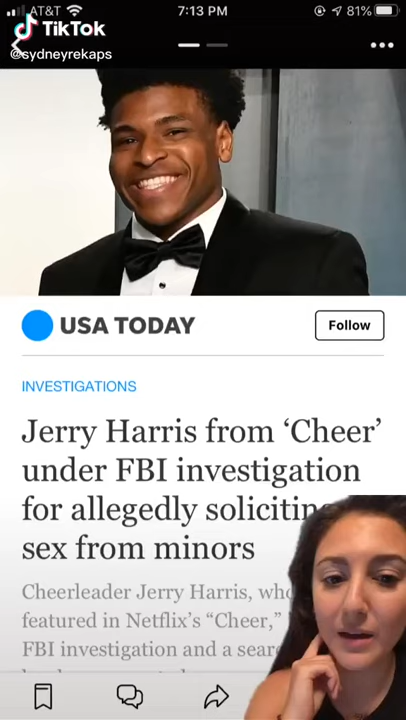 AT&T 7:13 PM 81%
TikTok
@sydneyrekaps
USA TODAY
Follow
INVESTIGATIONS
Jerry Harris from ‘Cheer’
under FBI investigation
for allegedly soliciting
sex from minors
Cheerleader Jerry Harris, who
featured in Netflix’s “Cheer,”
FBI investigation and a sear